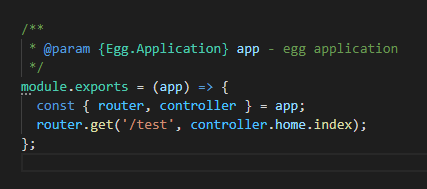 /**
 * @param {Egg.Application} app - egg application
 */
module.exports = (app) => {
  const { router, controller } = app;
  router.get('/test', controller.home.index);
};